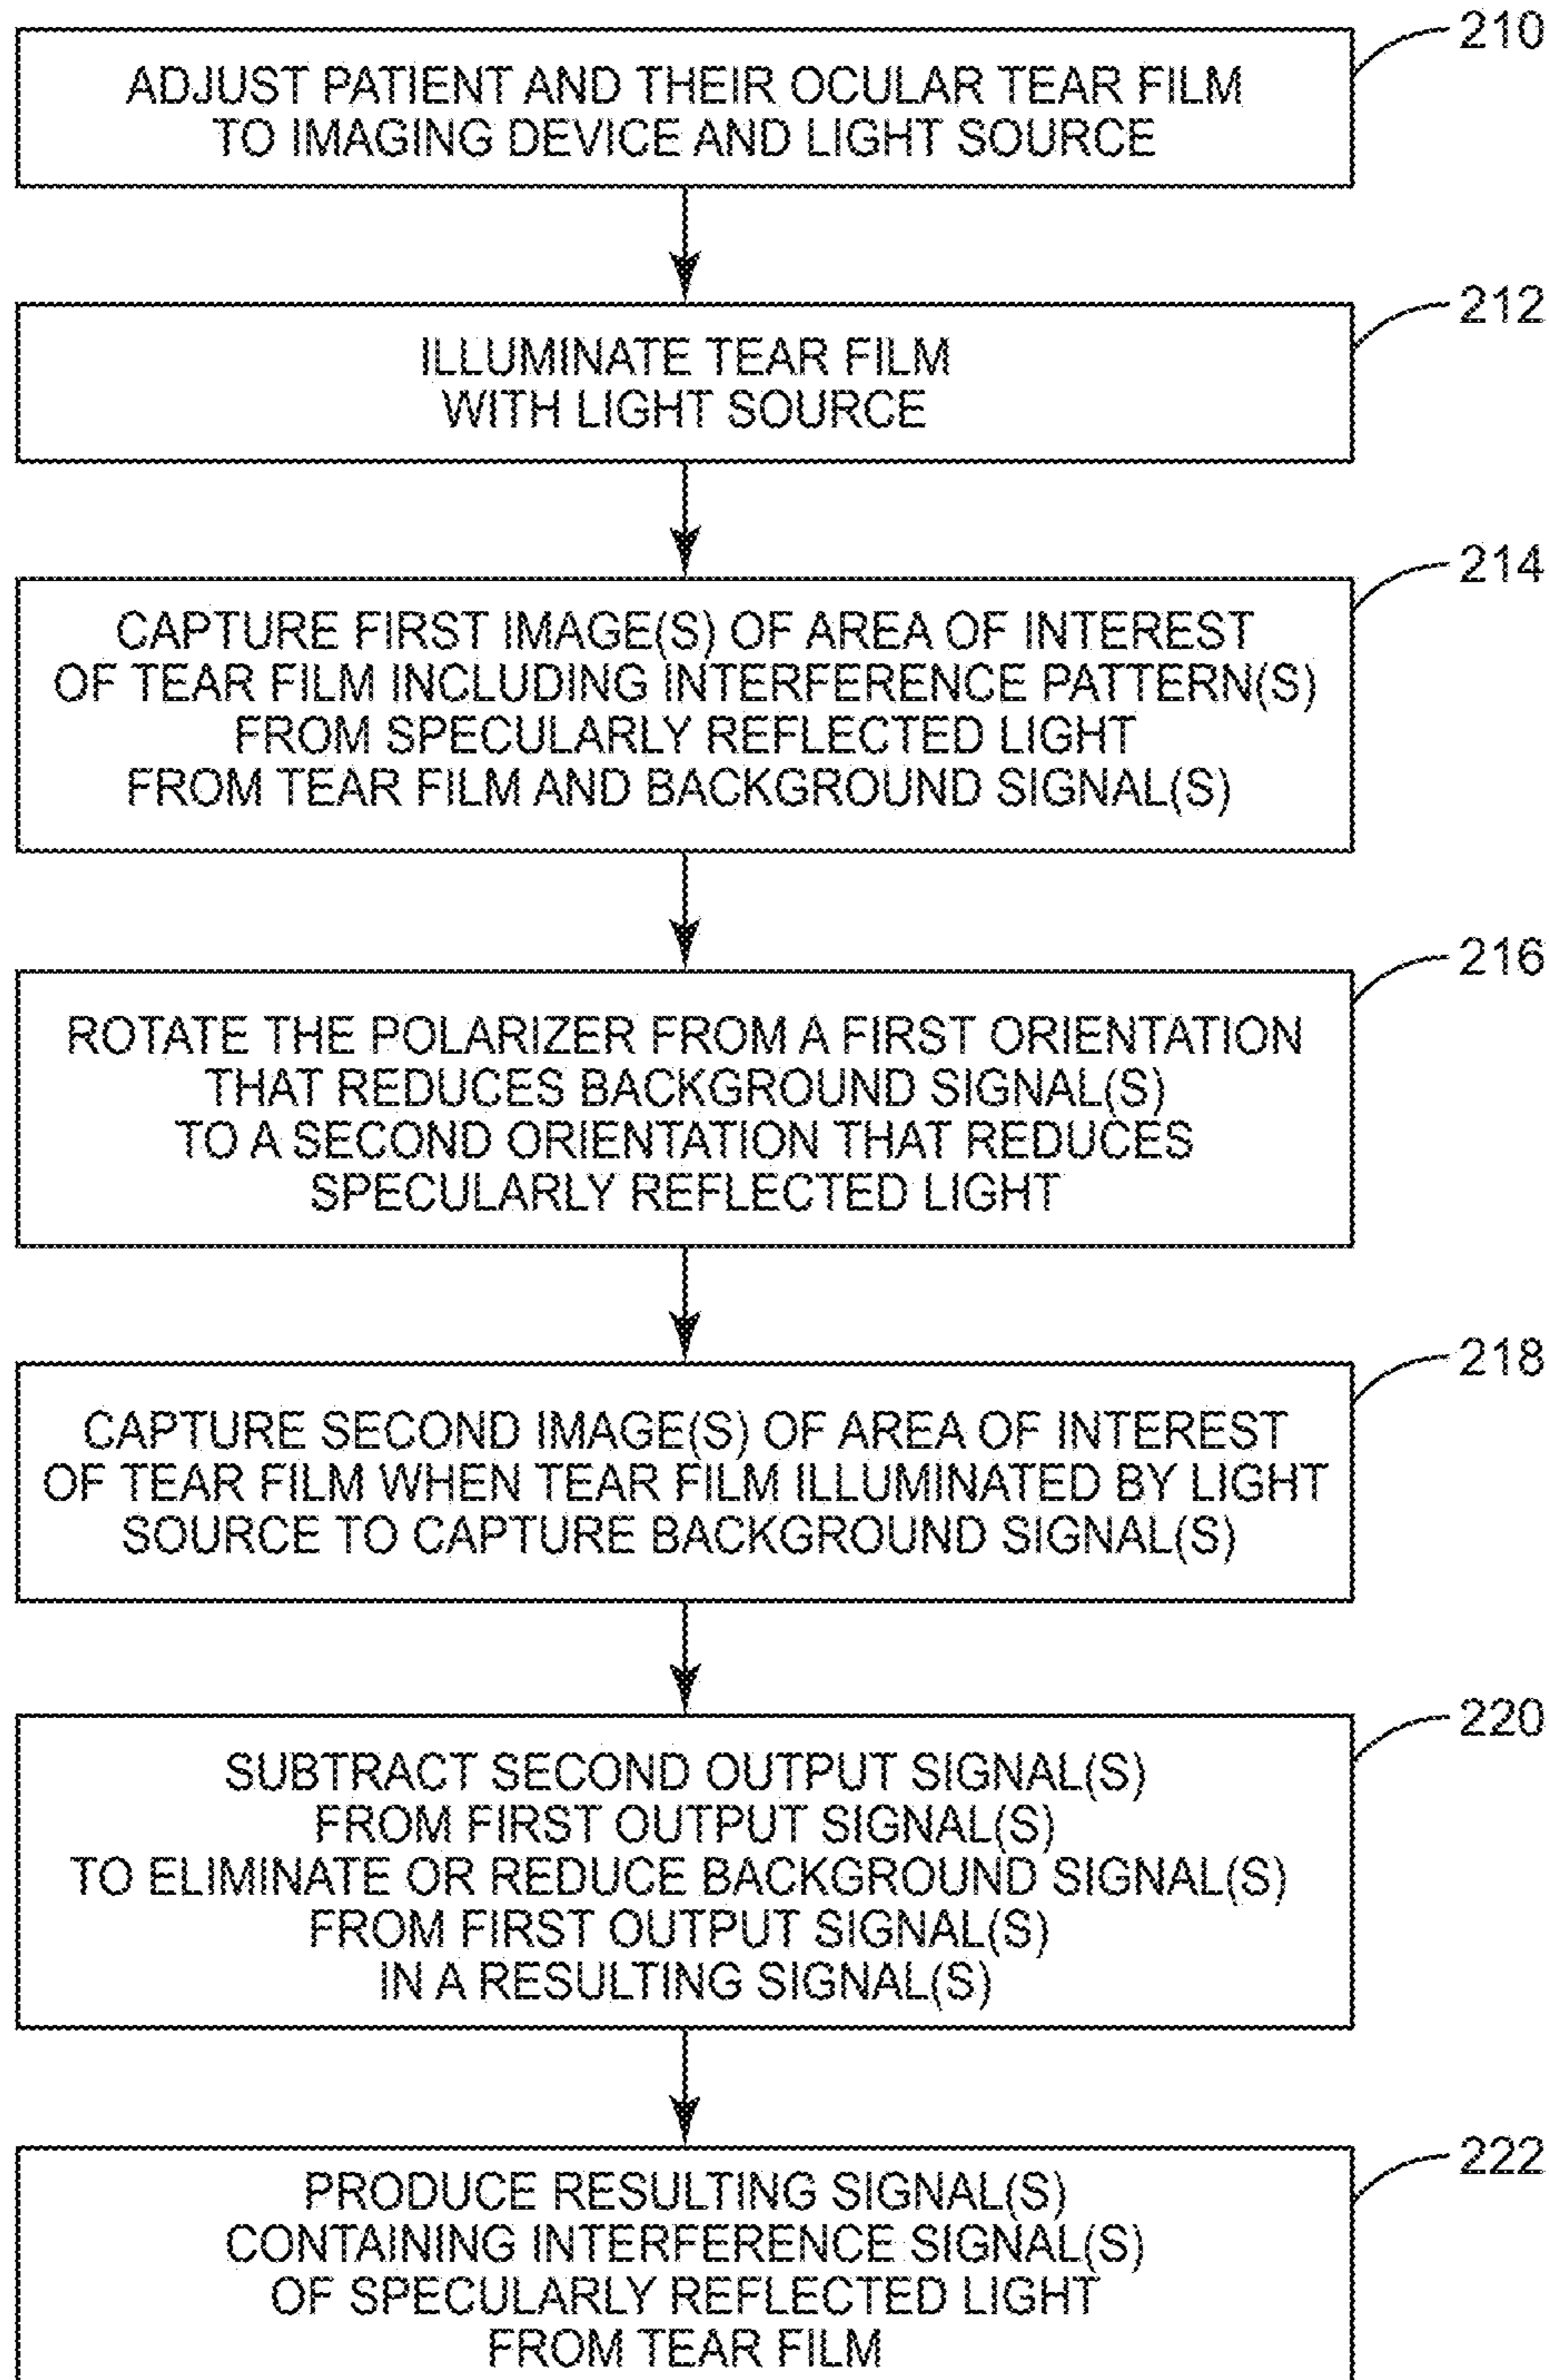 210
ADJUST PATIENT AND THEIR OCULAR TEAR FILM
TO IMAGING DEVICE AND LIGHT SOURCE
212
ILLUMINATE TEAR FILM
WITH LIGHT SOURCE
214
CAPTURE FIRST IMAGE(S) OF AREA OF INTEREST
OF TEAR FILM INCLUDING INTERFERENCE PATTERN(S)
FROM SPECULARLY REFLECTED LIGHT
FROM TEAR FILM AND BACKGROUND SIGNAL(S)
216
ROTATE THE POLARIZER FROM A FIRST ORIENTATION
THAT REDUCES BACKGROUND SIGNAL(S)
TO A SECOND ORIENTATION THAT REDUCES
SPECULARLY REFLECTED LIGHT
218
CAPTURE SECOND IMAGE(S) OF AREA OF INTEREST
OF TEAR FILM WHEN TEAR FILM ILLUMINATED BY LIGHT
SOURCE TO CAPTURE BACKGROUND SIGNAL(S)
220
SUBTRACT SECOND OUTPUT SIGNAL(S)
FROM FIRST OUTPUT SIGNAL(S)
TO ELIMINATE OR REDUCE BACKGROUND SIGNAL(S)
FROM FIRST OUTPUT SIGNAL(S)
IN A RESULTING SIGNAL(S)
222
PRODUCE RESULTING SIGNAL(S)
CONTAINING INTERFERENCE SIGNAL(S)
OF SPECULARLY REFLECTED LIGHT
FROM TEAR FILM